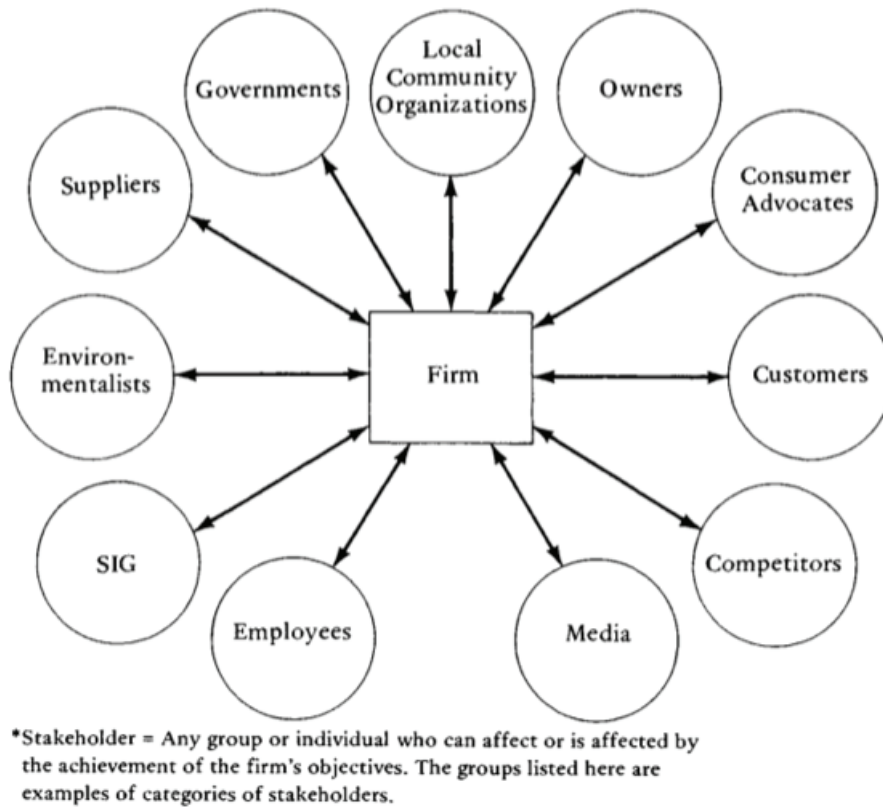 Governments
Local
Community
Organizations
Owners
Suppliers
Consumer
Advocates
Environ-
mentalists
Firm
Customers
SIG
Employees
Media
Competitors
*Stakeholder = Any group or individual who can affect or is affected by
the achievement of the firm's objectives. The groups listed here are
examples of categories of stakeholders.